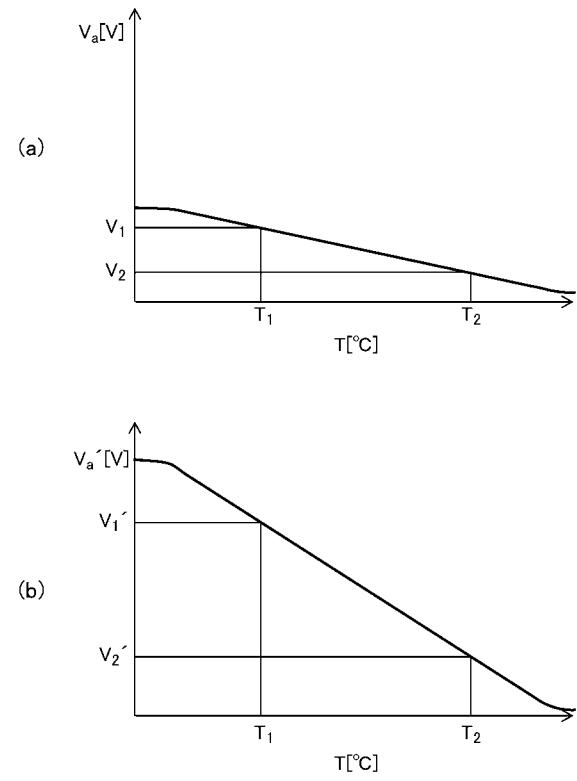 Va[V]
(a)
V1
V2
T1 T2
T[℃]
Va´[V]
V1´
(b)
V2´
T1 T2
T[℃]